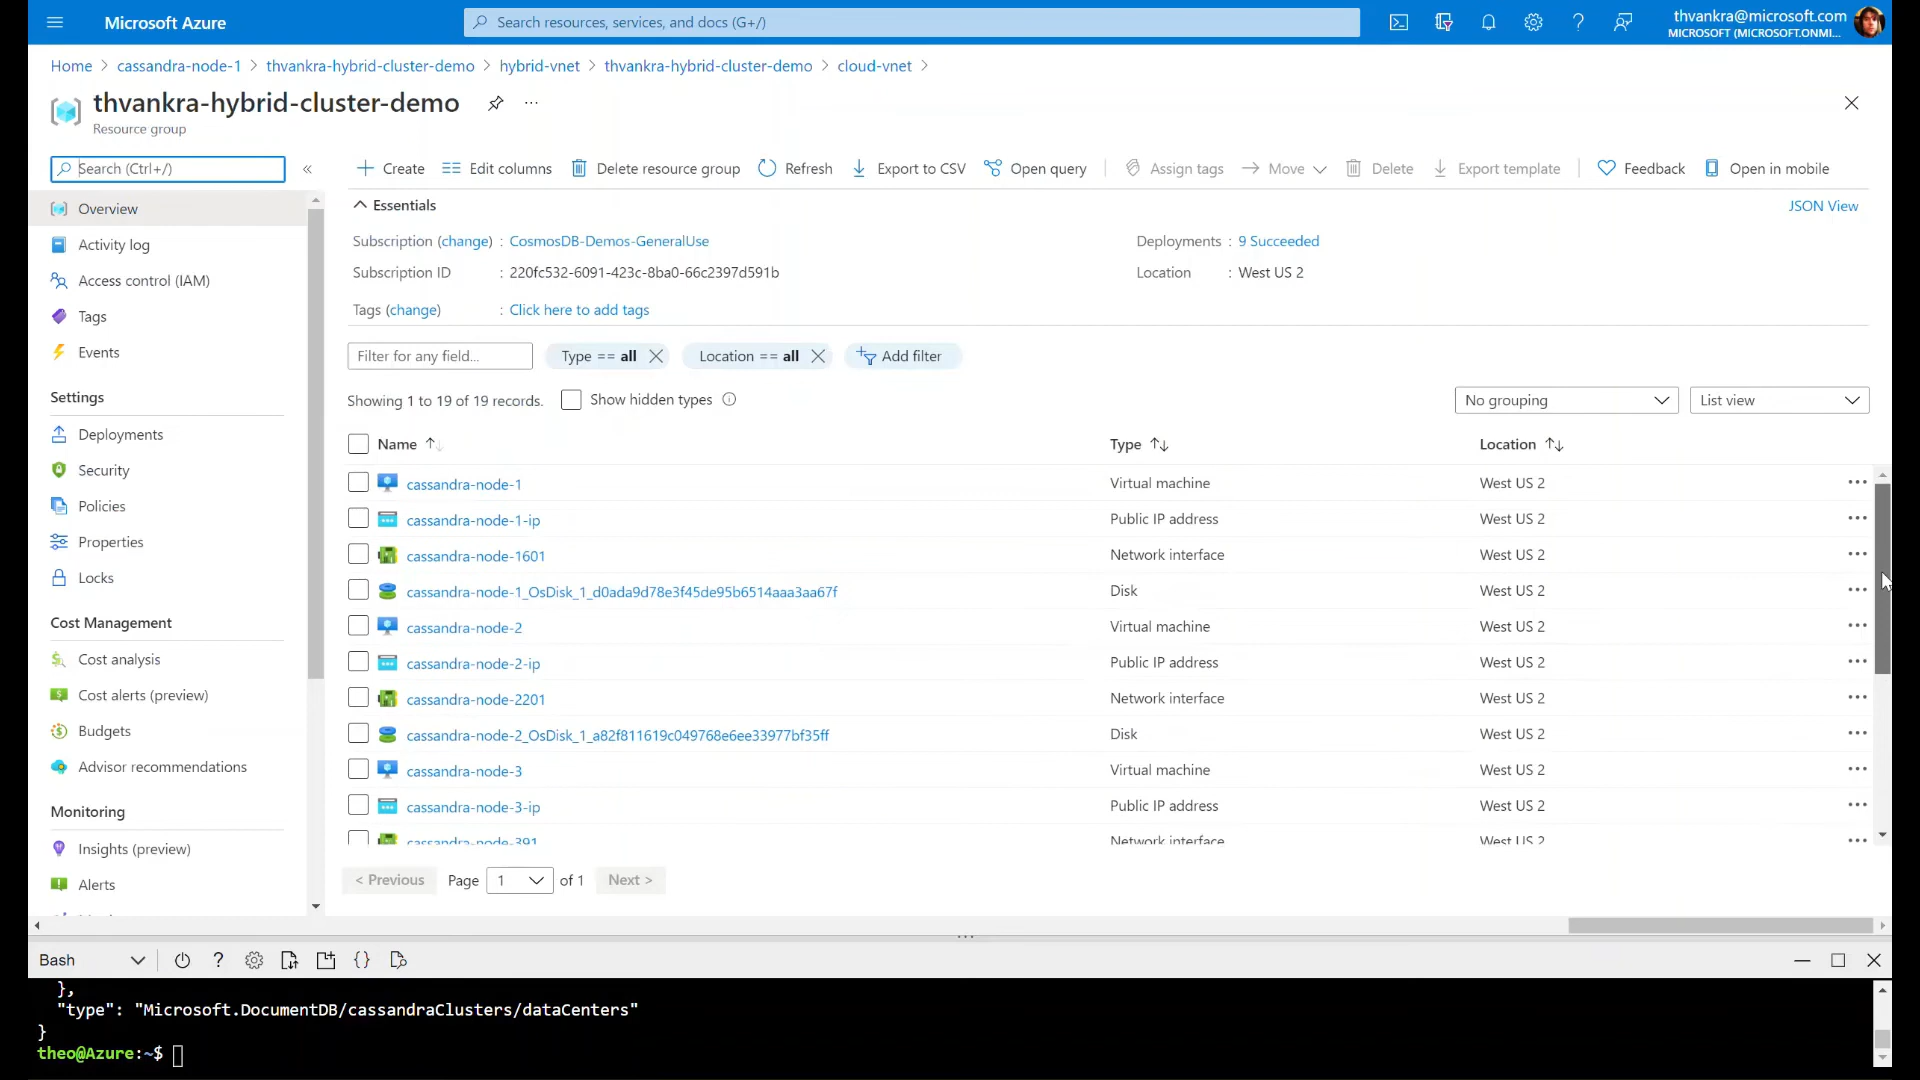 Microsoft Azure
Search resources, services, and docs (G+/)
thvankra@microsoft.com
MICROSOFT (MICROSOFT.ONMI...
Home > cassandra-node-1 > thvankra-hybrid-cluster-demo > hybrid-vnet > thvankra-hybrid-cluster-demo > cloud-vnet >
thvankra-hybrid-cluster-demo
Resource group
Search (Ctrl+/)
Create Edit columns Delete resource group Refresh Export to CSV Open query Assign tags Move Delete Export template Feedback Open in mobile
Overview
Activity log
Access control (IAM)
Tags
Events
Settings
Deployments
Security
Policies
Properties
Locks
Cost Management
Cost analysis
Cost alerts (preview)
Budgets
Advisor recommendations
Monitoring
Insights (preview)
Alerts
Essentials
JSON View
Subscription (change) : CosmosDB-Demos-GeneralUse
Deployments : 9 Succeeded
Subscription ID : 220fc532-6091-423c-8ba0-66c2397d591b
Location : West US 2
Tags (change) : Click here to add tags
Filter for any field... Type == all Location == all Add filter
Showing 1 to 19 of 19 records. Show hidden types
No grouping List view
Name Type Location
cassandra-node-1 Virtual machine West US 2
cassandra-node-1-ip Public IP address West US 2
cassandra-node-1601 Network interface West US 2
cassandra-node-1_OsDisk_1_d0ada9d78e3f45de95b6514aaa3aa67f Disk West US 2
cassandra-node-2 Virtual machine West US 2
cassandra-node-2-ip Public IP address West US 2
cassandra-node-2201 Network interface West US 2
cassandra-node-2_OsDisk_1_a82f811619c049768e6ee33977bf35ff Disk West US 2
cassandra-node-3 Virtual machine West US 2
cassandra-node-3-ip Public IP address West US 2
cassandra-node-391 Network interface West US 2
< Previous Page 1 of 1 Next >
Bash
},
"type": "Microsoft.DocumentDB/cassandraClusters/dataCenters"
}
theo@Azure:~$